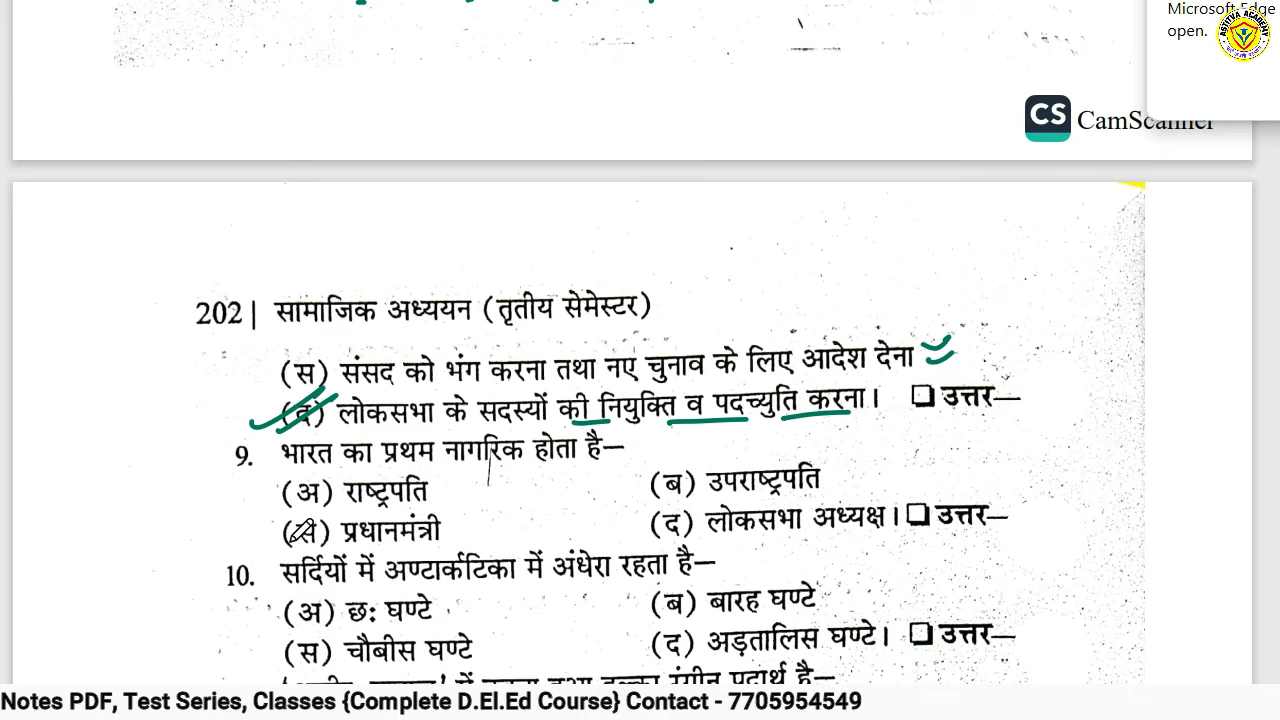 Microsoft Edge
open.
ASTITVA ACADEMY
CS CamScanner
202| सामाजिक अध्ययन (तृतीय सेमेस्टर)
(स) संसद को भंग करना तथा नए चुनाव के लिए आदेश देना
(द) लोकसभा के सदस्यों की नियुक्ति व पदच्युति करना। ❑ उत्तर—
9. भारत का प्रथम नागरिक होता है—
(अ) राष्ट्रपति (ब) उपराष्ट्रपति
(स) प्रधानमंत्री (द) लोकसभा अध्यक्ष। ❑ उत्तर—
10. सर्दियों में अण्टार्कटिका में अंधेरा रहता है—
(अ) छः घण्टे (ब) बारह घण्टे
(स) चौबीस घण्टे (द) अड़तालिस घण्टे। ❑ उत्तर—
Notes PDF, Test Series, Classes {Complete D.El.Ed Course} Contact - 7705954549